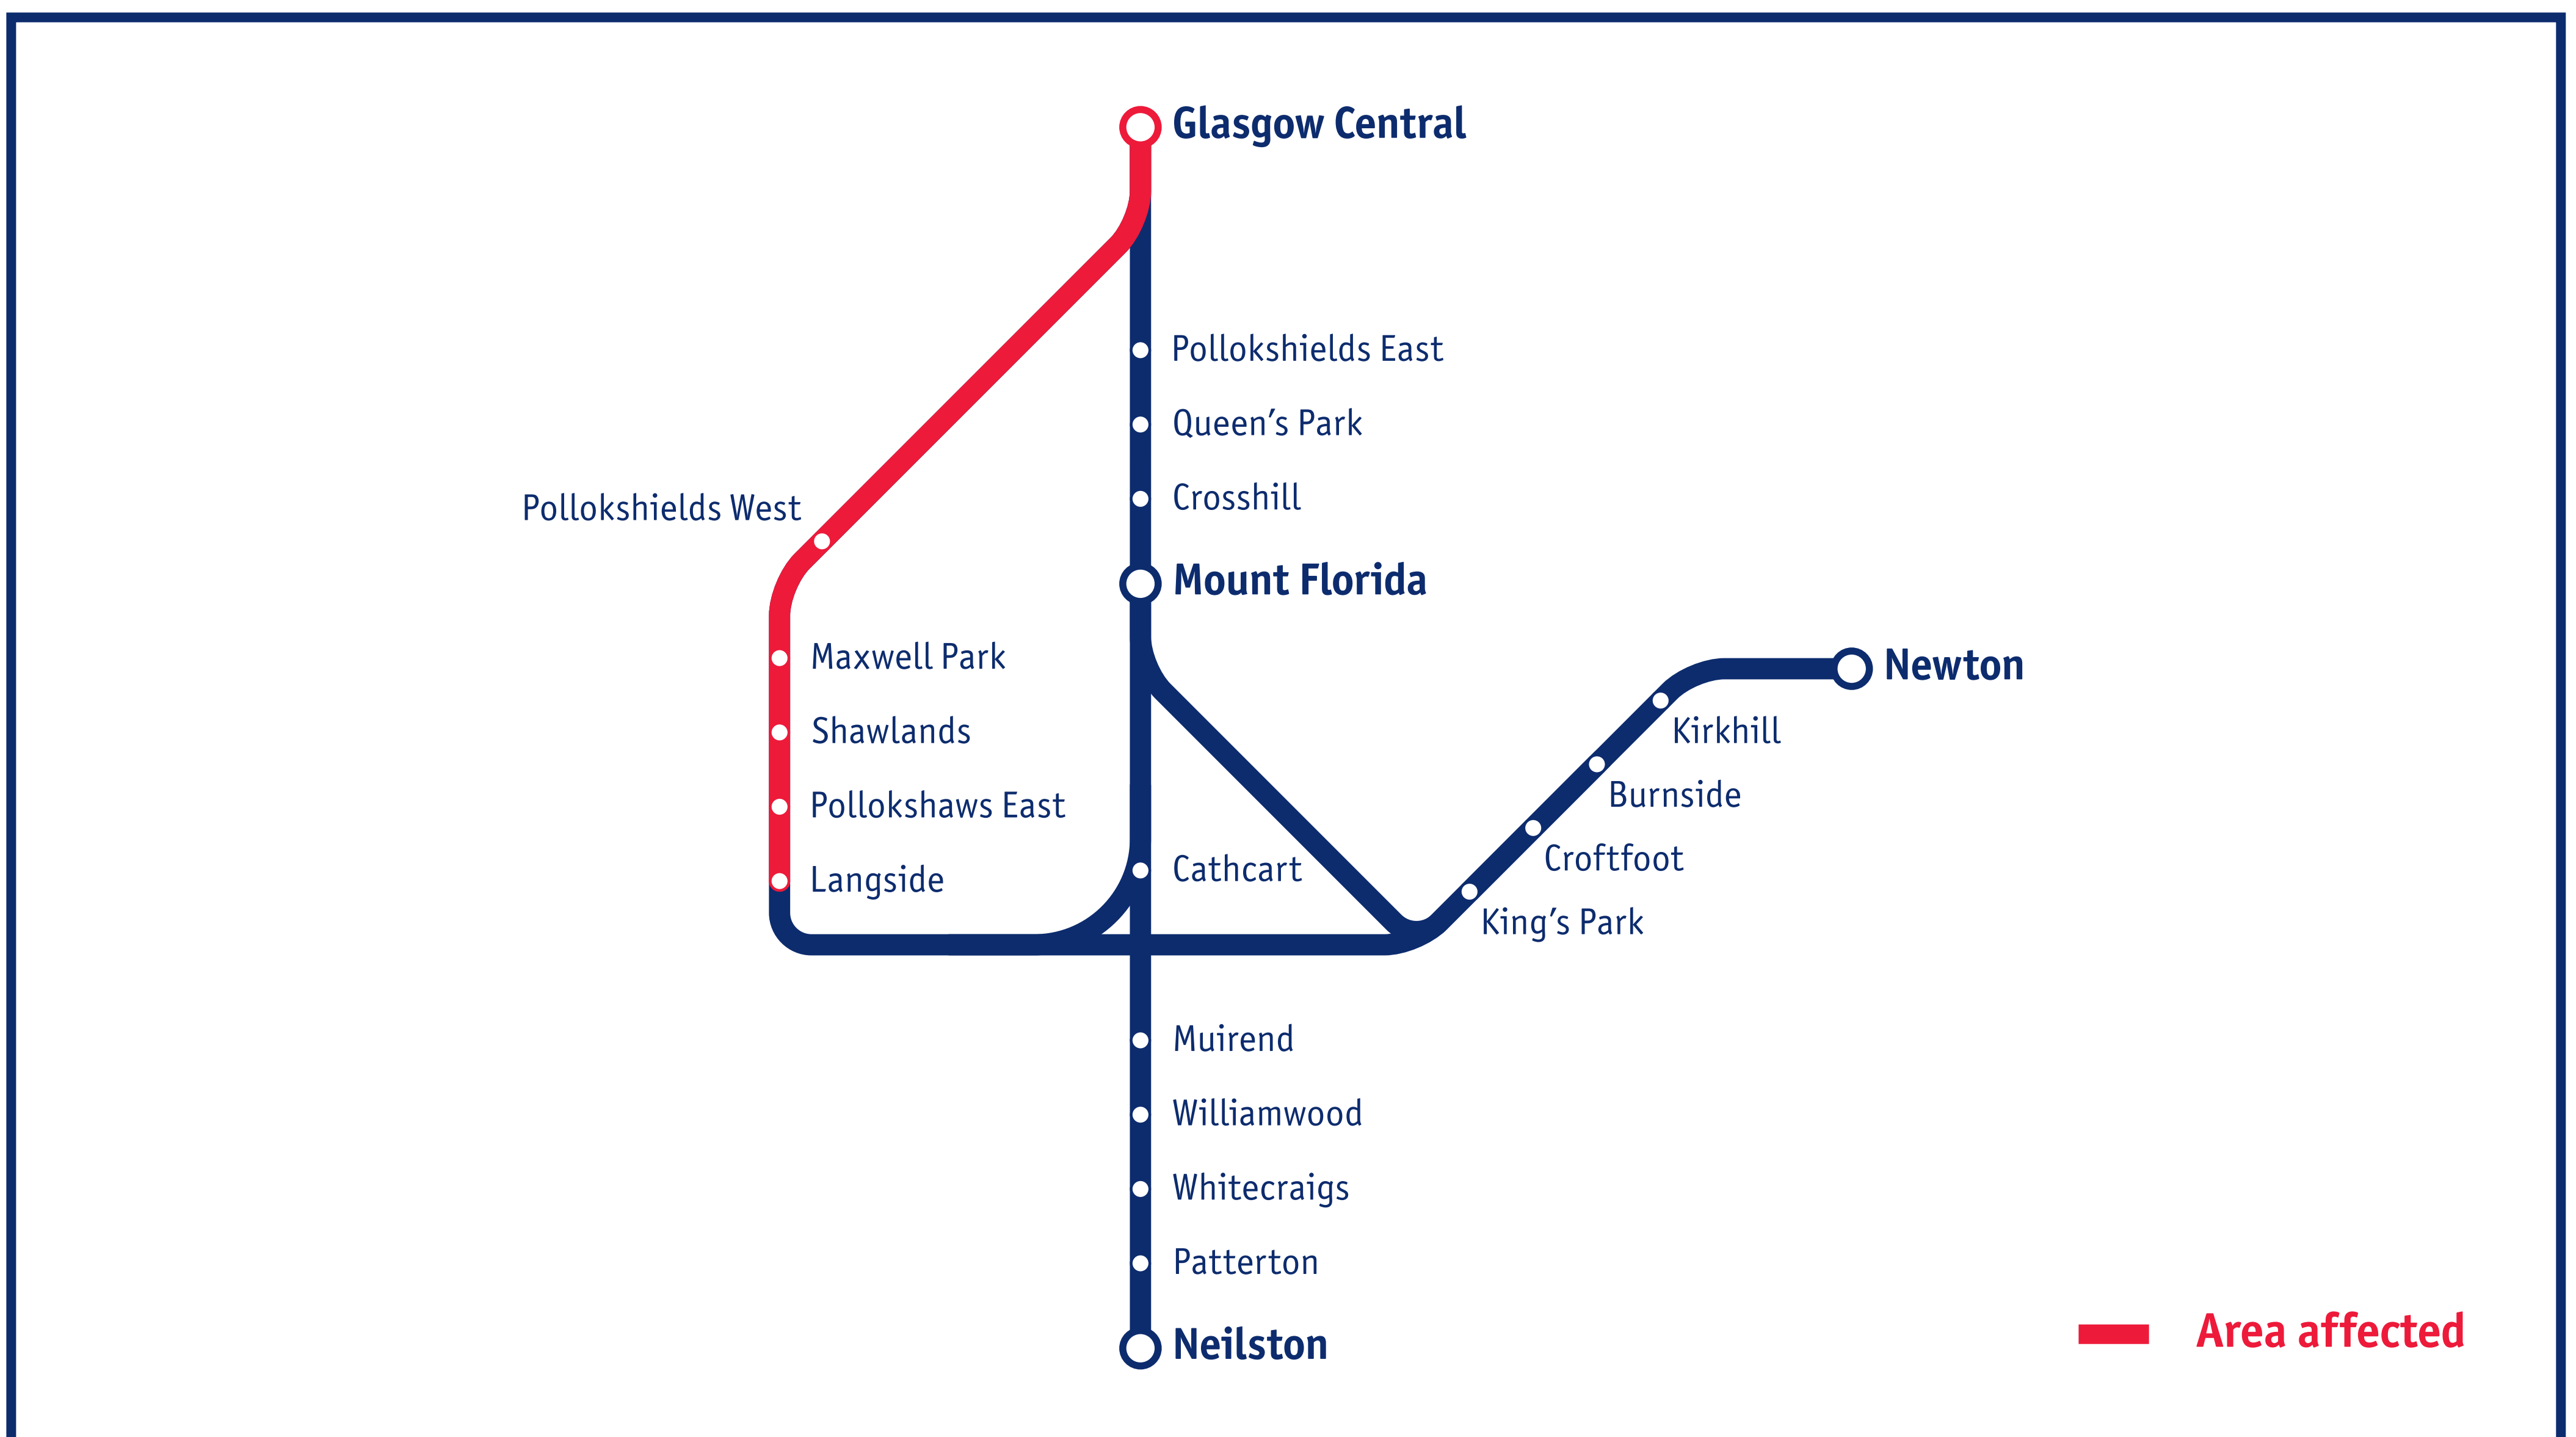 Glasgow Central
Pollokshields East
Queen’s Park
Crosshill
Pollokshields West
Mount Florida
Maxwell Park
Newton
Shawlands
Kirkhill
Burnside
Pollokshaws East
Croftfoot
Cathcart
Langside
King’s Park
Muirend
Williamwood
Whitecraigs
Patterton
Area affected
Neilston